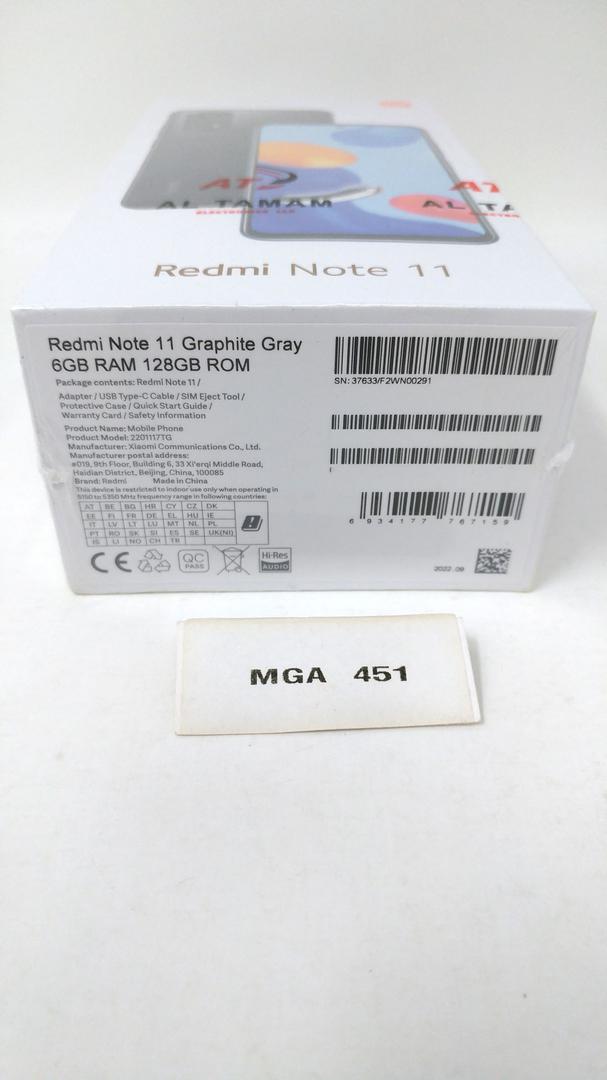 AT
AL TAMAM
ELECTRONICS LLC
Redmi Note 11
Redmi Note 11 Graphite Gray
6GB RAM 128GB ROM
Package contents: Redmi Note 11 /
Adapter / USB Type-C Cable / SIM Eject Tool /
Protective Case / Quick Start Guide /
Warranty Card / Safety Information
Product Name: Mobile Phone
Product Model: 2201117TG
Manufacturer: Xiaomi Communications Co., Ltd.
Manufacturer postal address:
#019, 9th Floor, Building 6, 33 Xi'erqi Middle Road,
Haidian District, Beijing, China, 100085
Brand: Redmi Made in China
This device is restricted to indoor use only when operating in
5150 to 5350 MHz frequency range in following countries:
AT BE BG HR CY CZ DK
EE FI FR DE EL HU IE
IT LV LT LU MT NL PL
PT RO SK SI ES SE UK(NI)
IS LI NO CH TR
CE
QC
PASS
Hi-Res
AUDIO
SN: 37633/F2WN00291
6 934177 767159
2022.09
MGA 451